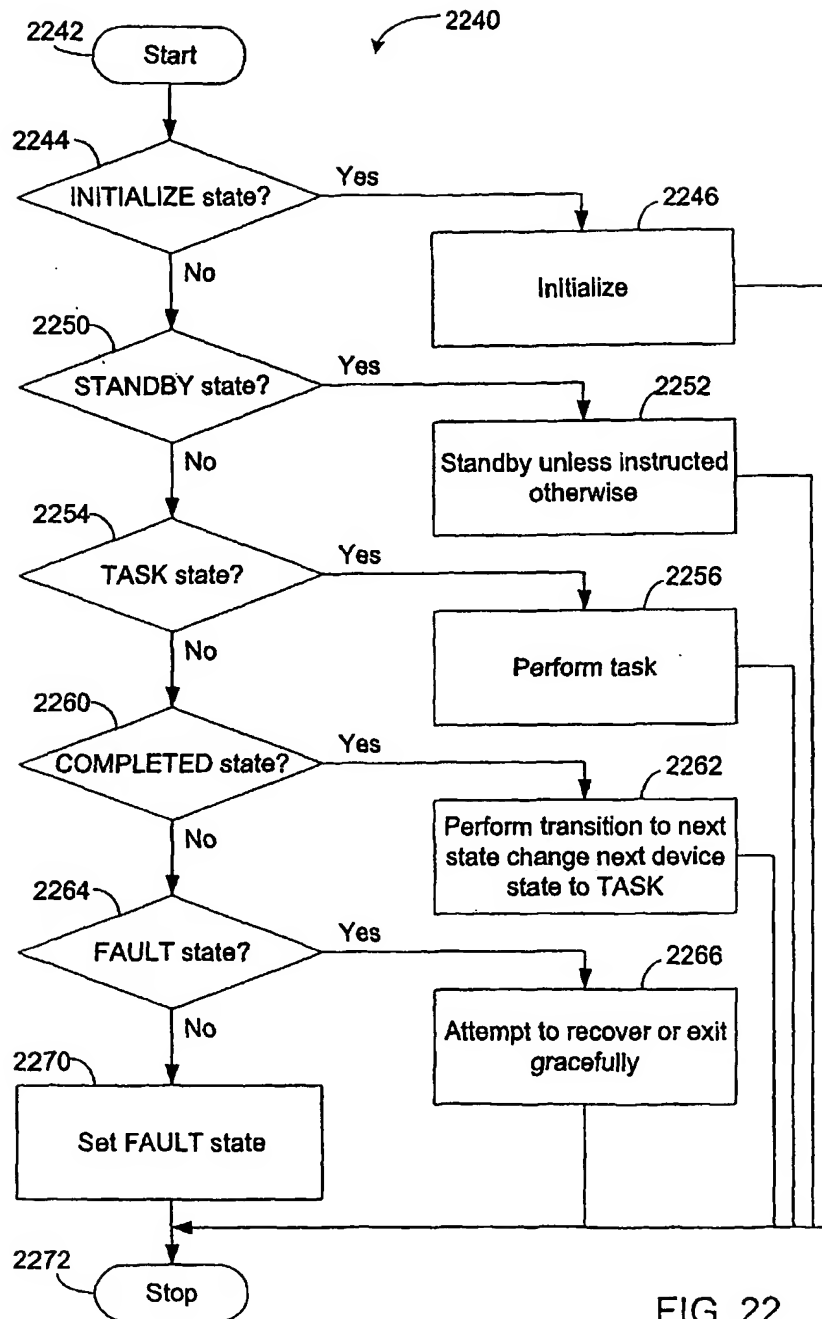 2240
2242
Start
2244
INITIALIZE state?
Yes
2246
Initialize
No
2250
STANDBY state?
Yes
2252
Standby unless instructed
otherwise
No
2254
TASK state?
Yes
2256
Perform task
No
2260
COMPLETED state?
Yes
2262
Perform transition to next
state change next device
state to TASK
No
2264
FAULT state?
Yes
2266
Attempt to recover or exit
gracefully
No
2270
Set FAULT state
2272
Stop
FIG. 22